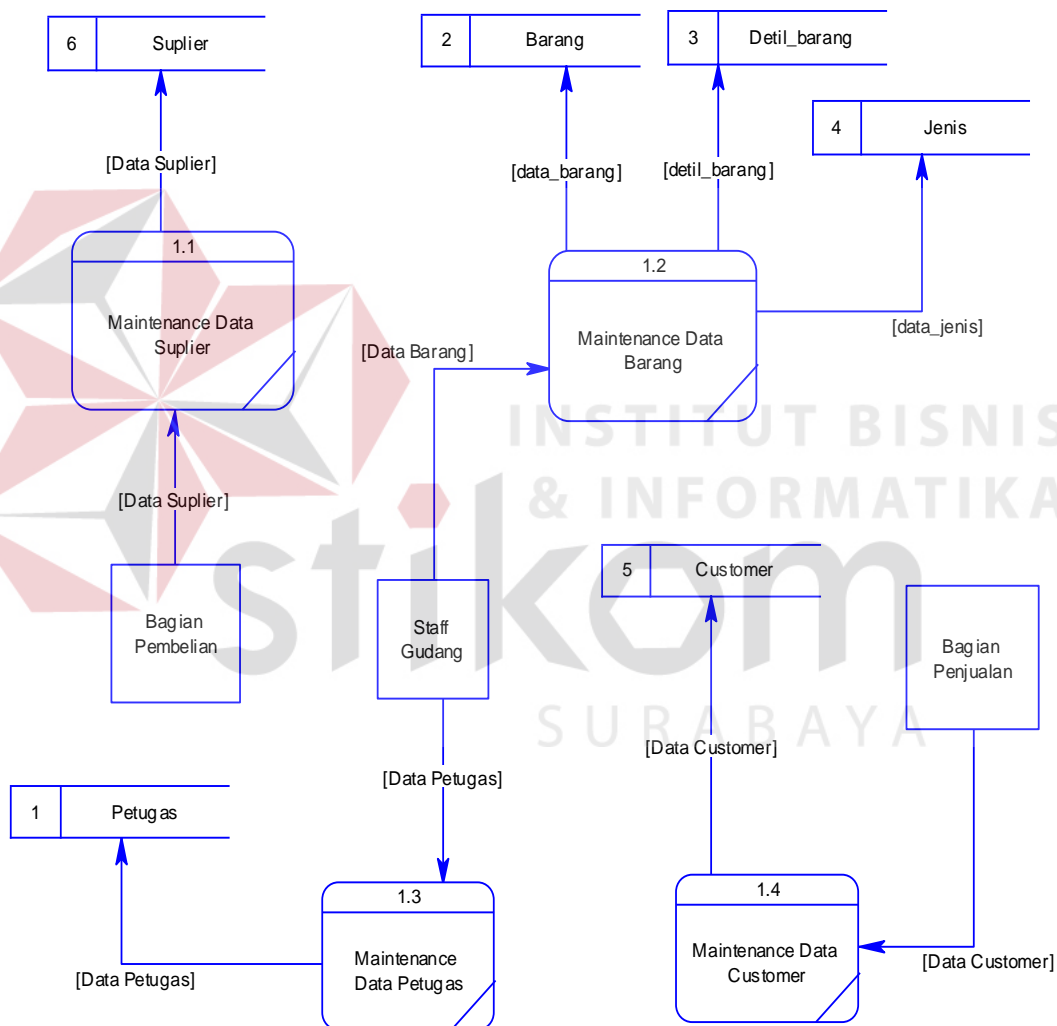 6 Suplier
2 Barang
3 Detil_barang
4 Jenis
[Data Suplier]
[data_barang]
[detil_barang]
1.1
Maintenance Data
Suplier
1.2
Maintenance Data
Barang
[data_jenis]
[Data Barang]
INSTITUT BISNIS
& INFORMATIKA
[Data Suplier]
stikom
SURABAYA
5 Customer
Bagian
Pembelian
Staff
Gudang
Bagian
Penjualan
[Data Customer]
[Data Petugas]
1 Petugas
1.3
Maintenance
Data Petugas
1.4
Maintenance Data
Customer
[Data Petugas]
[Data Customer]